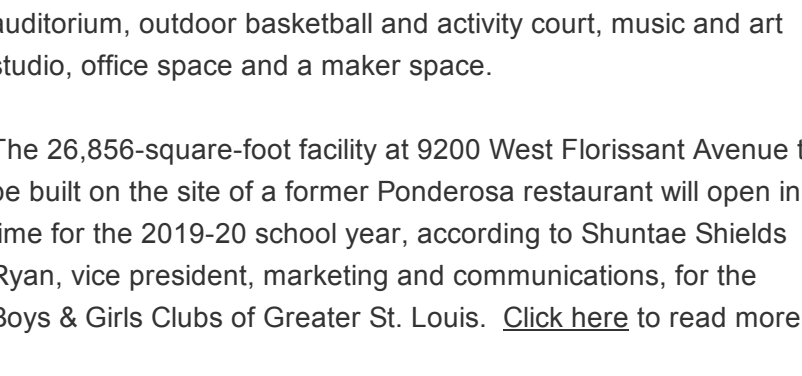 auditorium, outdoor basketball and activity court, music and art
studio, office space and a maker space.
The 26,856-square-foot facility at 9200 West Florissant Avenue t
be built on the site of a former Ponderosa restaurant will open in
time for the 2019-20 school year, according to Shuntae Shields
Ryan, vice president, marketing and communications, for the
Boys & Girls Clubs of Greater St. Louis. Click here to read more